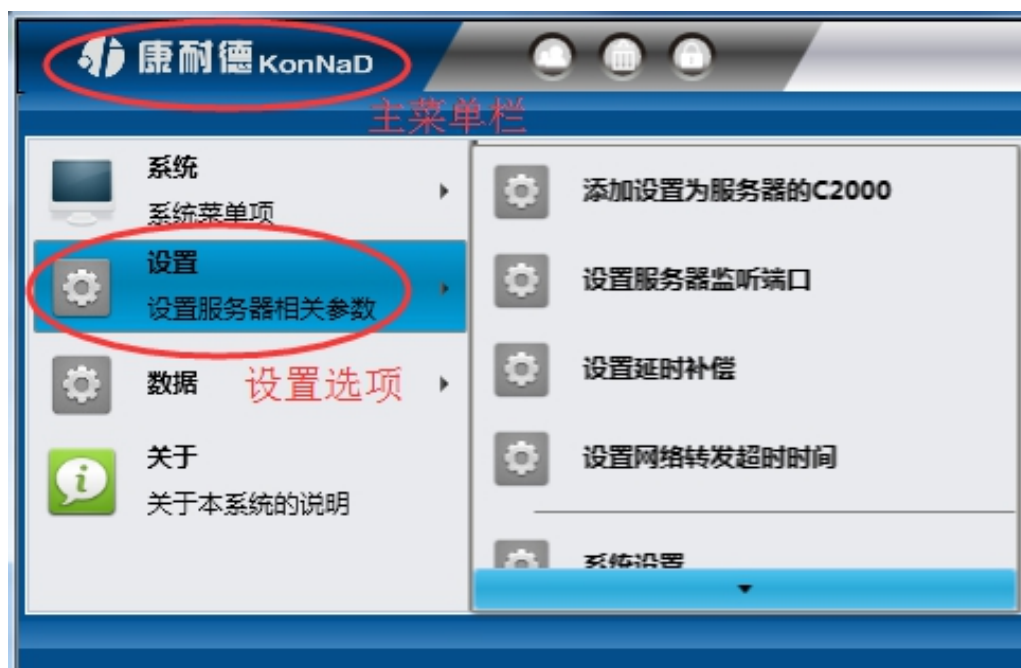 康耐德 KonNaD
主菜单栏
系统
系统菜单项
设置
设置服务器相关参数
数据
设置选项
关于
关于本系统的说明
添加设置为服务器的C2000
设置服务器监听端口
设置延时补偿
设置网络转发超时时间
系统设置